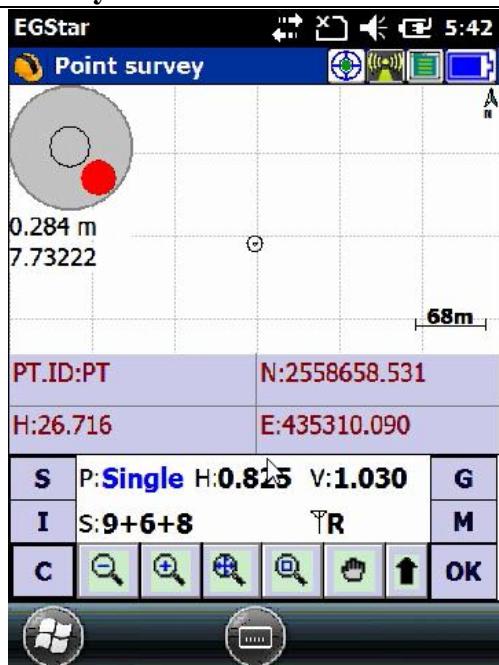 EGStar 5:42
Point survey
N
0.284 m
7.73222
68m
PT.ID:PT N:2558658.531
H:26.716 E:435310.090
S P:Single H:0.825 V:1.030 G
I S:9+6+8 R M
C OK